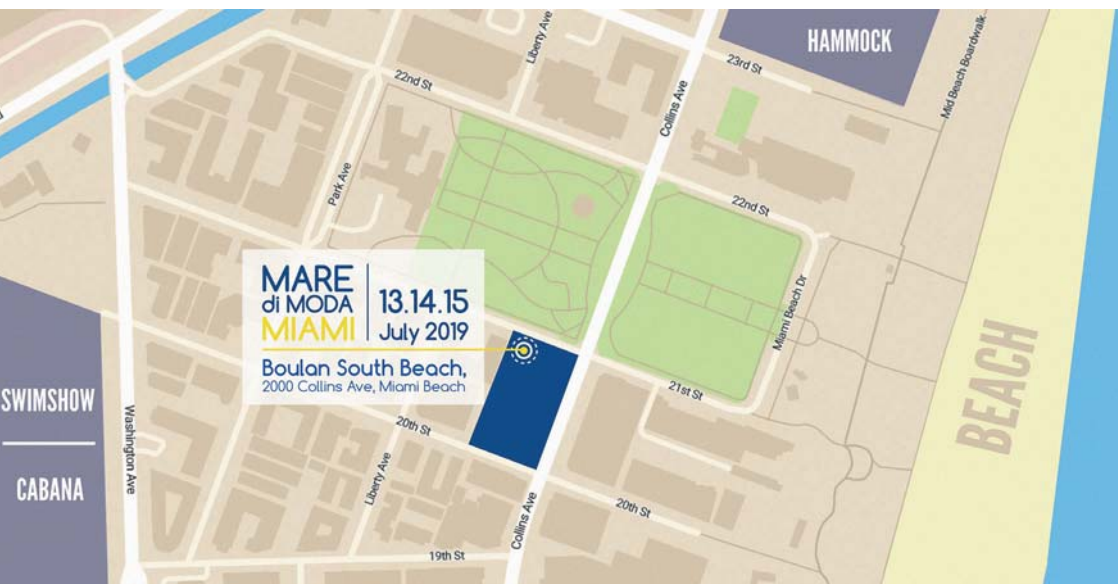 HAMMOCK
Liberty Ave
23rd St
Mid Beach Boardwalk
22nd St
Collins Ave
Park Ave
22nd St
MARE
di MODA
MIAMI
13.14.15
July 2019
Boulan South Beach,
2000 Collins Ave, Miami Beach
Miami Beach Dr
BEACH
21st St
SWIMSHOW
CABANA
Washington Ave
20th St
Liberty Ave
Collins Ave
20th St
19th St